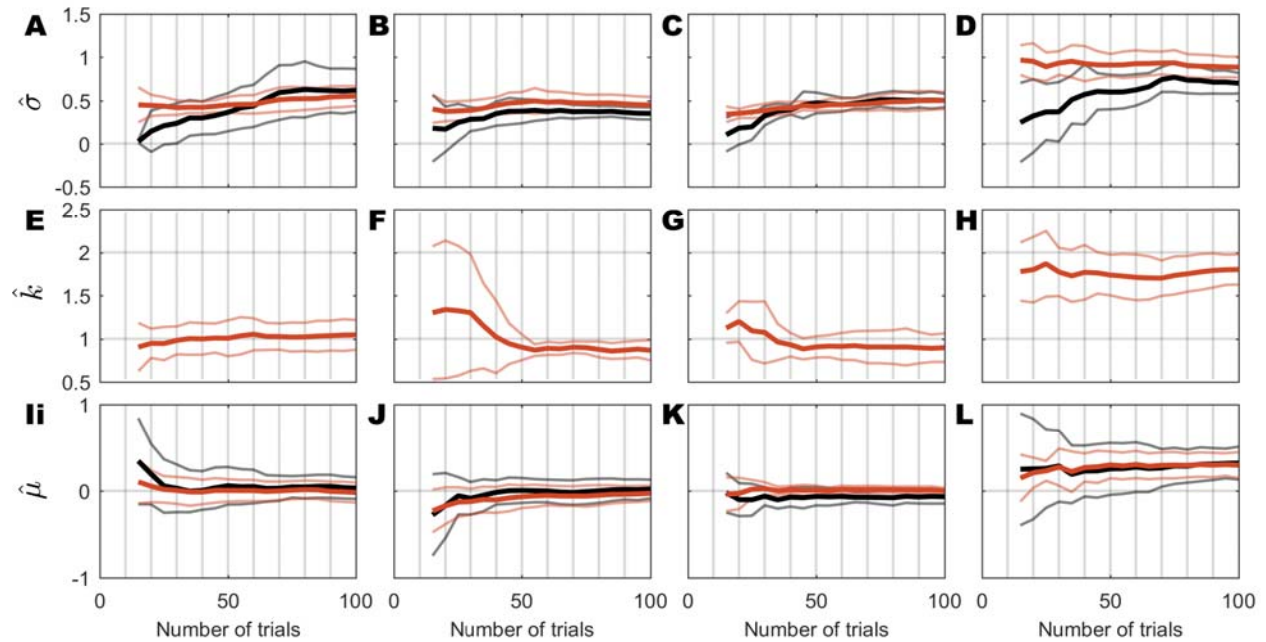 A B C D
1.5
1
0.5
0
-0.5
σ̂
E F G H
2.5
2
1.5
1
0.5
k̂
Ii J K L
1
0
-1
μ̂
0 50 100 0 50 100 0 50 100 0 50 100
Number of trials Number of trials Number of trials Number of trials